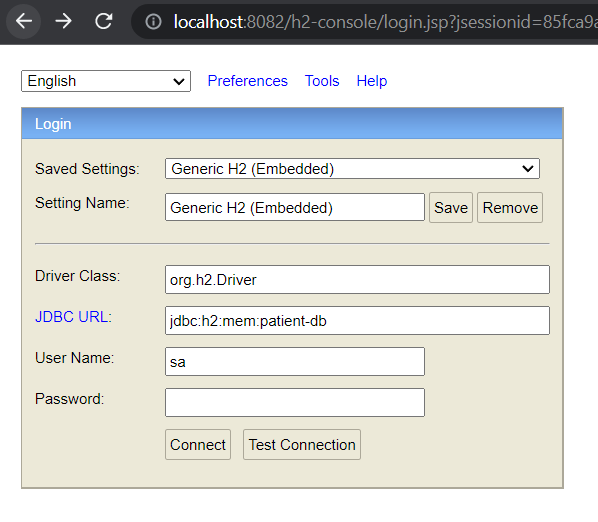 localhost:8082/h2-console/login.jsp?jsessionid=85fca9
English Preferences Tools Help
Login
Saved Settings: Generic H2 (Embedded)
Setting Name: Generic H2 (Embedded) Save Remove
Driver Class: org.h2.Driver
JDBC URL: jdbc:h2:mem:patient-db
User Name: sa
Password:
Connect Test Connection